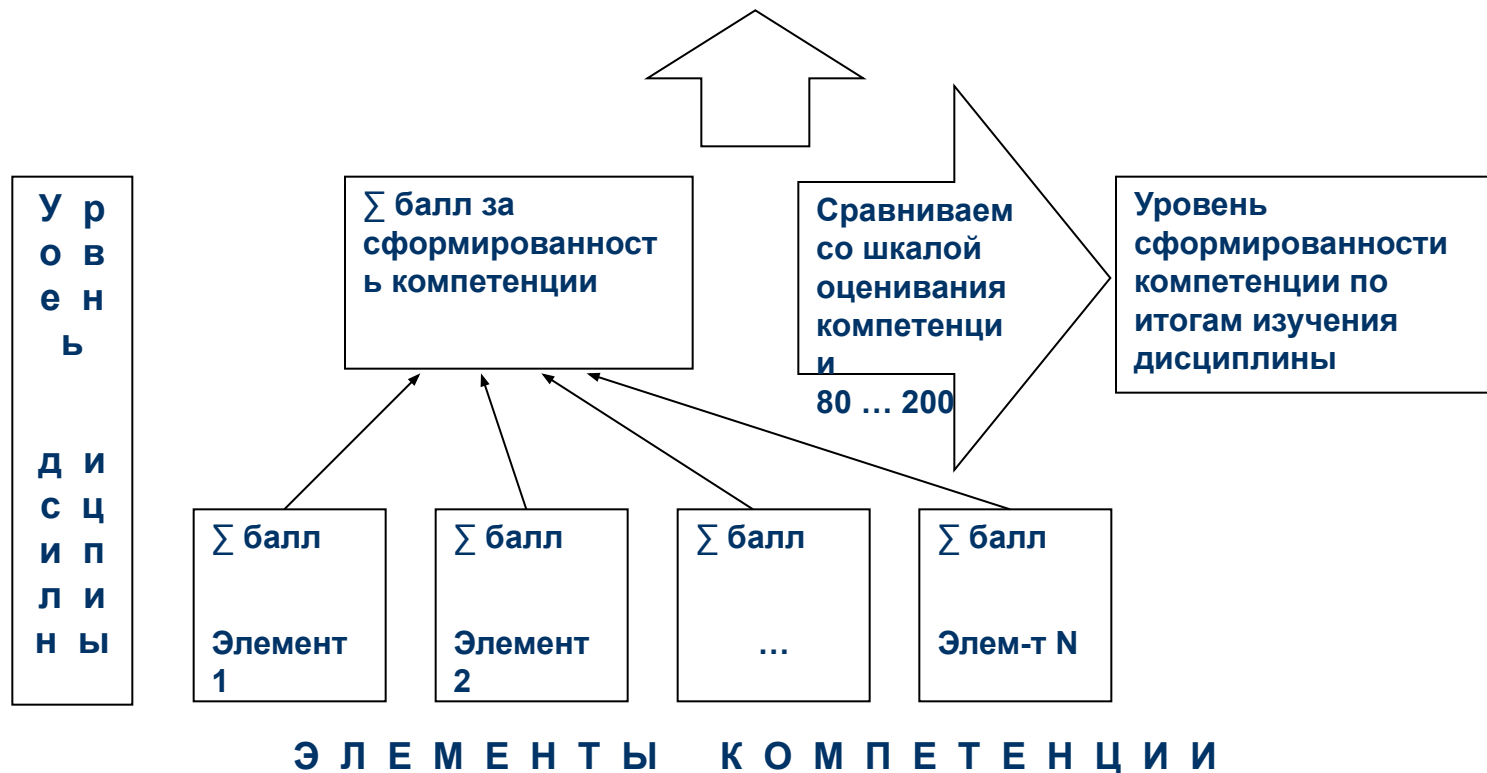 У р
о в
е н
ь
д и
с ц
и п
л и
н ы
∑ балл за
сформированност
ь компетенции
Сравниваем
со шкалой
оценивания
компетенци
и
80 … 200
Уровень
сформированности
компетенции по
итогам изучения
дисциплины
∑ балл
Элемент
1
∑ балл
Элемент
2
∑ балл
…
∑ балл
Элем-т N
Э Л Е М Е Н Т Ы К О М П Е Т Е Н Ц И И